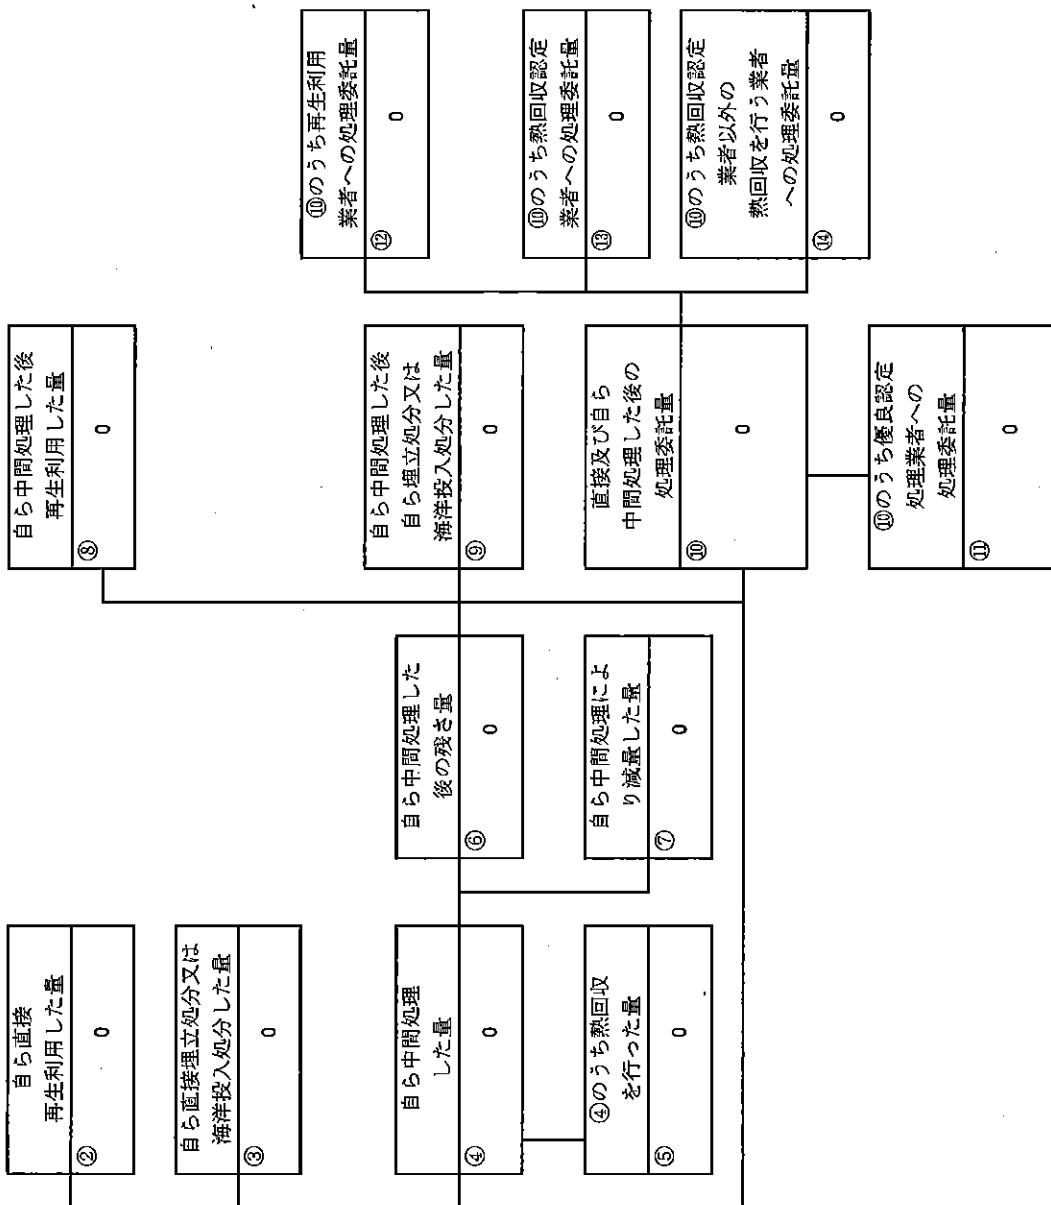 自ら直接
再生利用した量
②
0
自ら直接埋立処分又は
海洋投入処分した量
③
0
自ら中間処理
した量
④
0
④のうち熱回収
を行った量
⑤
0
自ら中間処理した
後の残さ量
⑥
0
自ら中間処理によ
り減量した量
⑦
0
自ら中間処理した後
再生利用した量
⑧
0
自ら中間処理した後
自ら埋立処分又は
海洋投入処分した量
⑨
0
直接及び自ら
中間処理した後の
処理委託量
⑩
0
⑩のうち優良認定
処理業者への
処理委託量
⑪
0
⑩のうち再生利用
業者への処理委託量
⑫
0
⑩のうち熱回収認定
業者への処理委託量
⑬
0
⑩のうち熱回収認定
業者以外の
熱回収を行う業者
への処理委託量
⑭
0